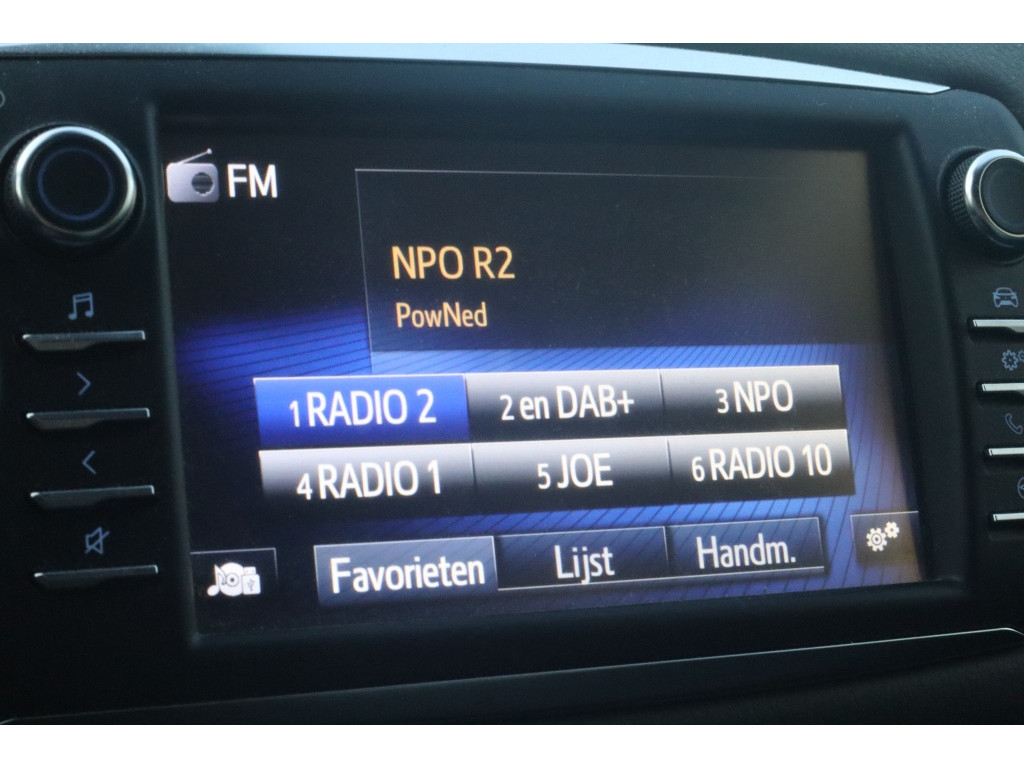 FM
NPO R2
PowNed
1 RADIO 2 2 en DAB+ 3 NPO
4 RADIO 1 5 JOE 6 RADIO 10
Favorieten Lijst Handm.